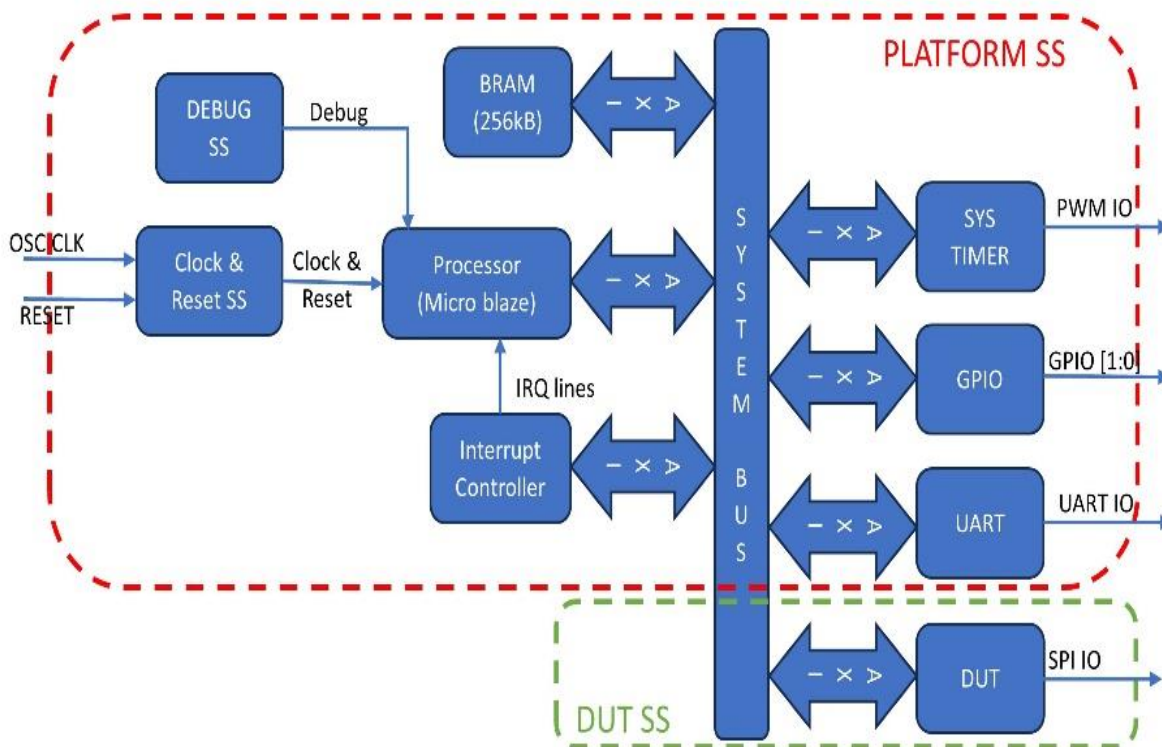 PLATFORM SS
DEBUG
SS
Debug
BRAM
(256kB)
A X I
OSC CLK
RESET
Clock &
Reset SS
Clock &
Reset
Processor
(Micro blaze)
A X I
IRQ lines
Interrupt
Controller
A X I
SYSTEM BUS
A X I
SYS
TIMER
PWM IO
A X I
GPIO
GPIO [1:0]
A X I
UART
UART IO
A X I
DUT
SPI IO
DUT SS